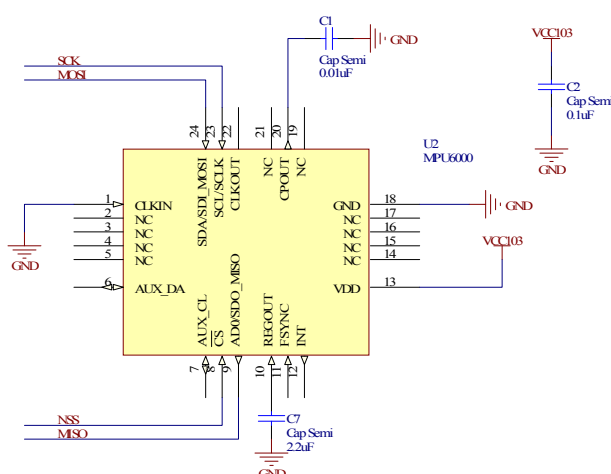 C1
GND
Cap Semi
0.01uF
VCC103
C2
Cap Semi
0.1uF
GND
SCK
MOSI
24
23
22
21
20
19
U2
MPU6000
SDA/SDI_MOSI
SCL/SCLK
CLKOUT
NC
CPOUT
NC
1
CLKIN
2
NC
3
NC
4
NC
5
NC
6
AUX_DA
GND
GND
18
GND
NC
17
NC
16
NC
15
NC
14
VCC103
VDD
13
AUX_CL
CS
AD0/SDO_MISO
REGOUT
FSYNC
INT
7
8
9
10
11
12
NSS
MISO
C7
Cap Semi
2.2uF
GND